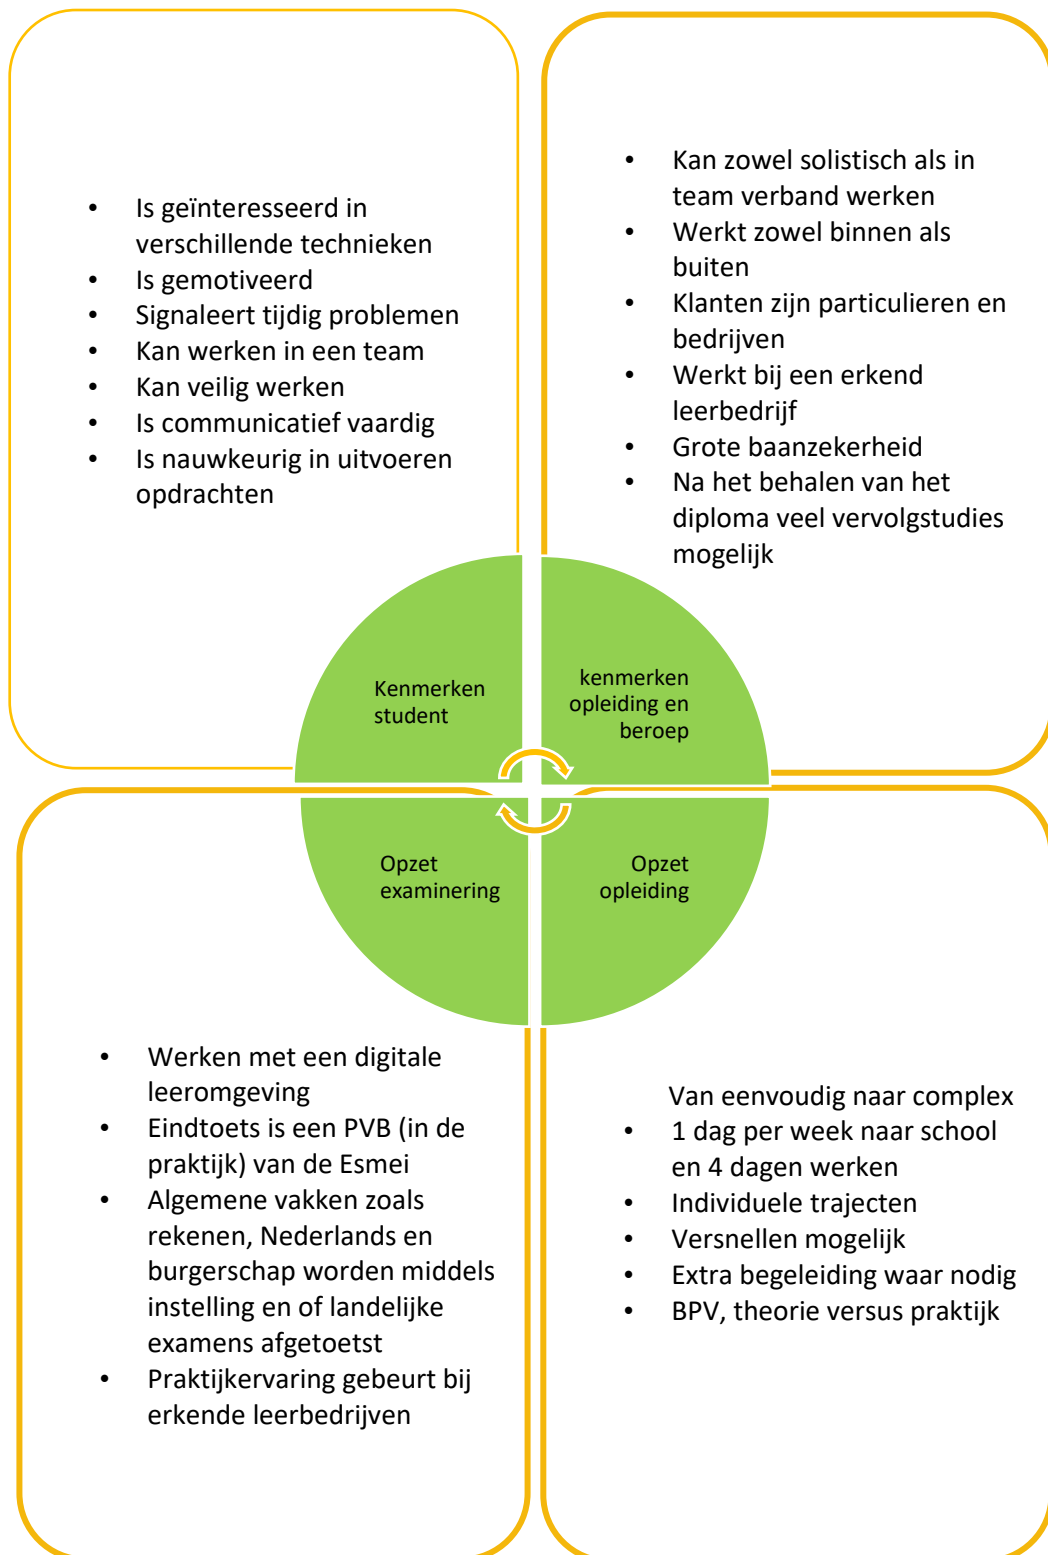 • Is geïnteresseerd in
verschillende technieken
• Is gemotiveerd
• Signaleert tijdig problemen
• Kan werken in een team
• Kan veilig werken
• Is communicatief vaardig
• Is nauwkeurig in uitvoeren
opdrachten
• Kan zowel solistisch als in
team verband werken
• Werkt zowel binnen als
buiten
• Klanten zijn particulieren en
bedrijven
• Werkt bij een erkend
leerbedrijf
• Grote baanzekerheid
• Na het behalen van het
diploma veel vervolgstudies
mogelijk
Kenmerken
student
kenmerken
opleiding en
beroep
Opzet
examinering
Opzet
opleiding
• Werken met een digitale
leeromgeving
• Eindtoets is een PVB (in de
praktijk) van de Esmei
• Algemene vakken zoals
rekenen, Nederlands en
burgerschap worden middels
instelling en of landelijke
examens afgetoetst
• Praktijkervaring gebeurt bij
erkende leerbedrijven
Van eenvoudig naar complex
• 1 dag per week naar school
en 4 dagen werken
• Individuele trajecten
• Versnellen mogelijk
• Extra begeleiding waar nodig
• BPV, theorie versus praktijk